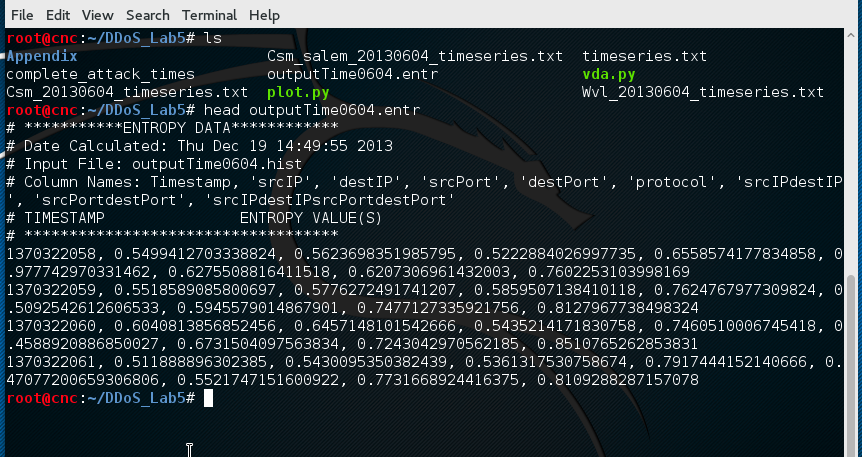 File Edit View Search Terminal Help
root@cnc:~/DDoS_Lab5# ls
Appendix Csm_salem_20130604_timeseries.txt timeseries.txt
complete_attack_times outputTime0604.entr vda.py
Csm_20130604_timeseries.txt plot.py Wvl_20130604_timeseries.txt
root@cnc:~/DDoS_Lab5# head outputTime0604.entr
# ***********ENTROPY DATA************
# Date Calculated: Thu Dec 19 14:49:55 2013
# Input File: outputTime0604.hist
# Column Names: Timestamp, 'srcIP', 'destIP', 'srcPort', 'destPort', 'protocol', 'srcIPdestIP
', 'srcPortdestPort', 'srcIPdestIPsrcPortdestPort'
# TIMESTAMP ENTROPY VALUE(S)
# **********************************
1370322058, 0.5499412703338824, 0.5623698351985795, 0.5222884026997735, 0.6558574177834858, 0
.977742970331462, 0.6275508816411518, 0.6207306961432003, 0.7602253103998169
1370322059, 0.5518589085800697, 0.5776272491741207, 0.5859507138410118, 0.7624767977309824, 0
.5092542612606533, 0.5945579014867901, 0.7477127335921756, 0.8127967738498324
1370322060, 0.6040813856852456, 0.6457148101542666, 0.5435214171830758, 0.7460510006745418, 0
.4588920886850027, 0.6731504097563834, 0.7243042970562185, 0.8510765262853831
1370322061, 0.511888896302385, 0.5430095350382439, 0.5361317530758674, 0.7917444152140666, 0.
47077200659306806, 0.5521747151600922, 0.7731668924416375, 0.8109288287157078
root@cnc:~/DDoS_Lab5#